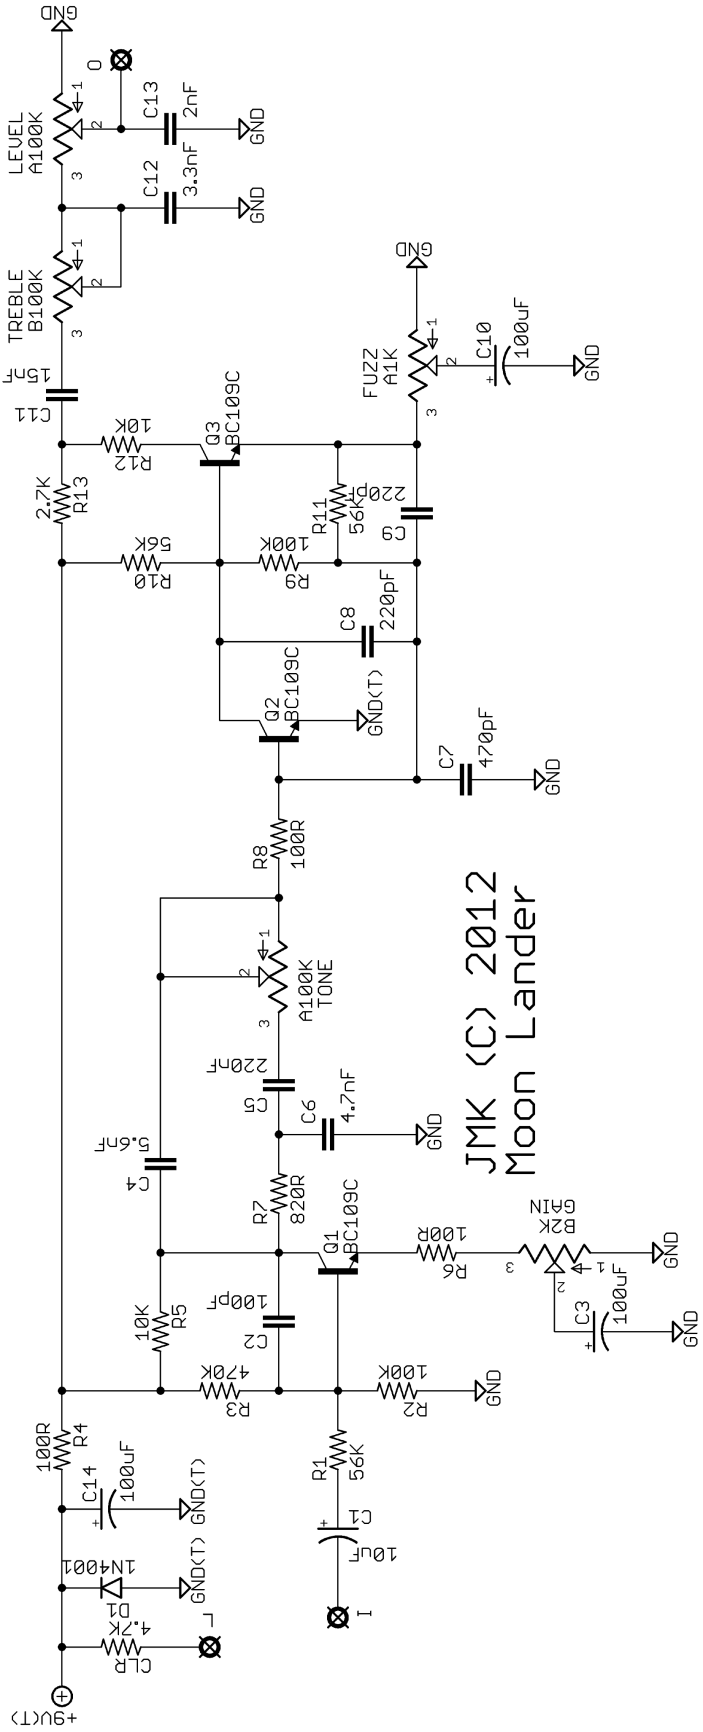 GND
O
1
LEVEL
A100K
2
3
C13
2nF
GND
C12
3.3nF
GND
1
TREBLE
B100K
2
3
15nF
C11
GND
1
FUZZ
A1K
2
3
C10
100uF
GND
10K
R12
Q3
BC109C
2.7K
R13
R11
56K
220pF
C9
56K
R10
100K
R9
C8
220pF
Q2
BC109C
GND(T)
C7
470pF
GND
R8
100R
1
2
A100K
TONE
3
220nF
C5
C6
4.7nF
GND
5.6nF
C4
JMK (C) 2012
Moon Lander
R7
820R
Q1
BC109C
100R
R6
B2K
GAIN
3
2
1
GND
C3
100uF
GND
10K
R5
100pF
C2
470K
R3
100K
R2
GND
100R
R4
R1
56K
C14
100uF
GND(T)
C1
10uF
1N4001
D1
GND(T)
I
4.7K
CLR
L
+9V(T)